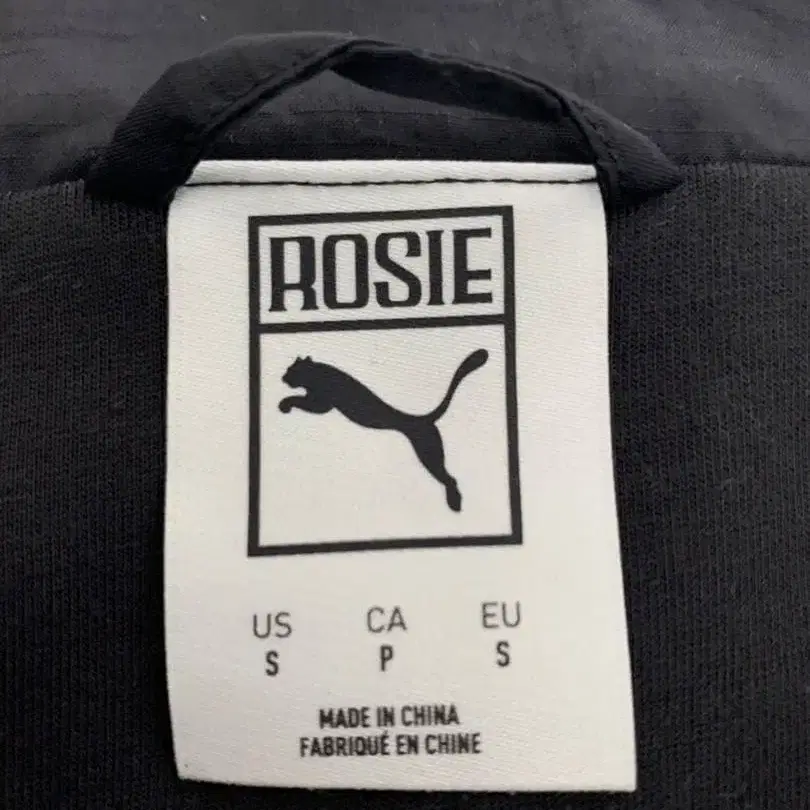 ROSIE
US CA EU
S P S
MADE IN CHINA
FABRIQUÉ EN CHINE